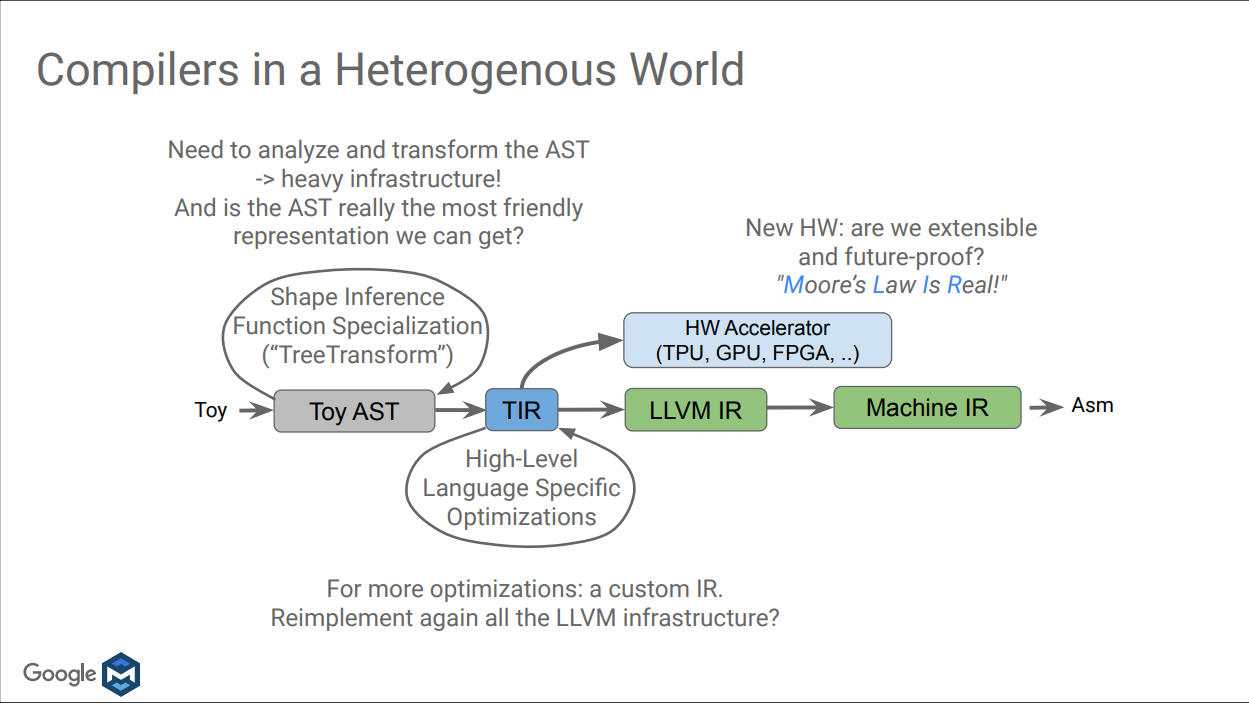 Compilers in a Heterogenous World
Need to analyze and transform the AST
-> heavy infrastructure!
And is the AST really the most friendly
representation we can get?
New HW: are we extensible
and future-proof?
"Moore’s Law Is Real!"
Shape Inference
Function Specialization
(“TreeTransform”)
HW Accelerator
(TPU, GPU, FPGA, ..)
Toy
Toy AST
TIR
LLVM IR
Machine IR
Asm
High-Level
Language Specific
Optimizations
For more optimizations: a custom IR.
Reimplement again all the LLVM infrastructure?
Google